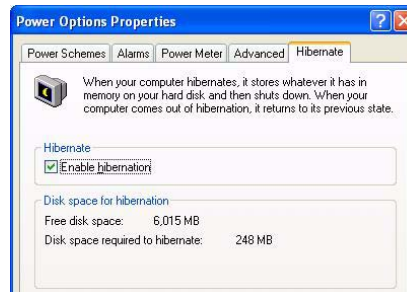 Power Options Properties
Power Schemes Alarms Power Meter Advanced Hibernate
When your computer hibernates, it stores whatever it has in
memory on your hard disk and then shuts down. When your
computer comes out of hibernation, it returns to its previous state.
Hibernate
Enable hibernation
Disk space for hibernation
Free disk space: 6,015 MB
Disk space required to hibernate: 248 MB